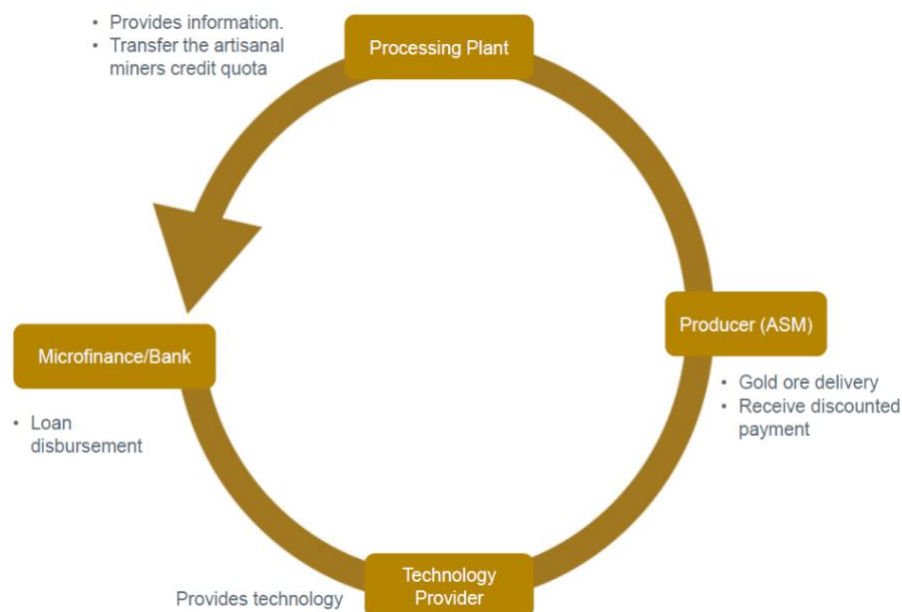 • Provides information.
• Transfer the artisanal
miners credit quota
Processing Plant
Producer (ASM)
• Gold ore delivery
• Receive discounted
payment
Microfinance/Bank
• Loan
disbursement
Technology
Provider
Provides technology